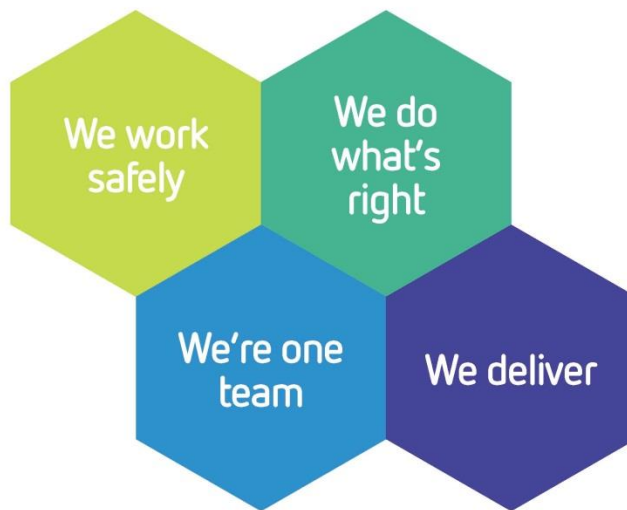 We work
safely
We do
what's
right
We're one
team
We deliver